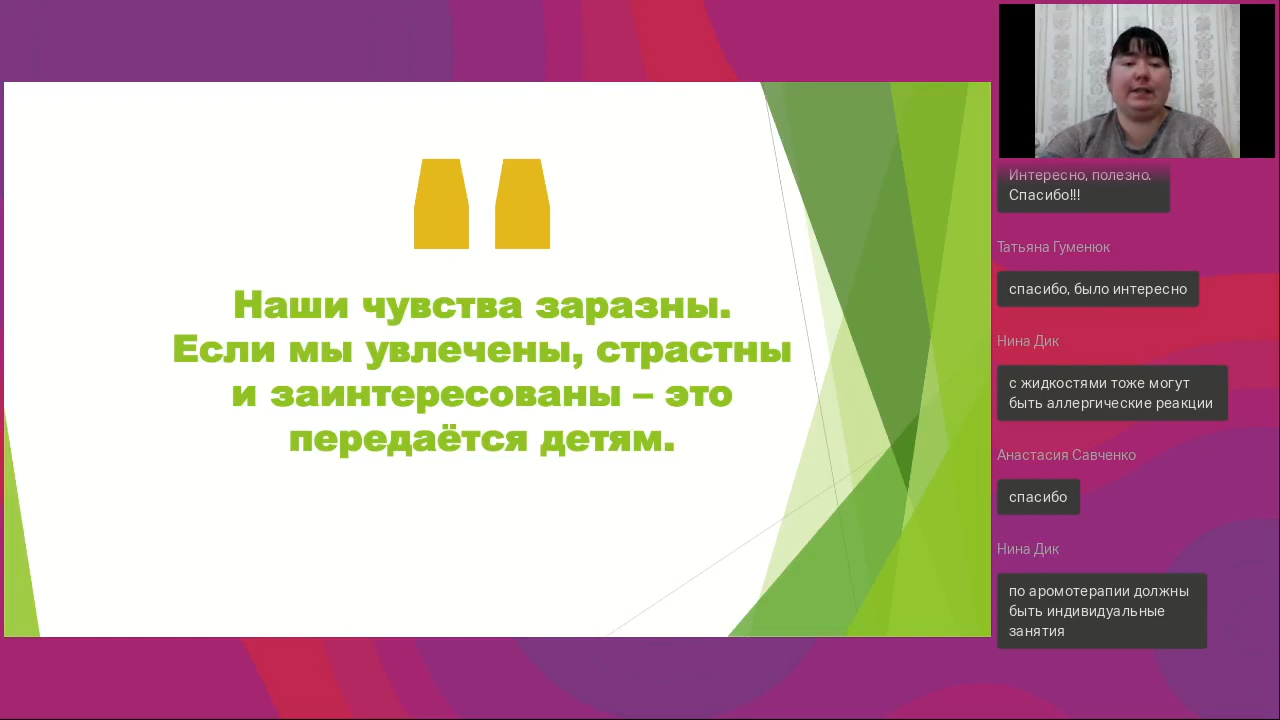 Наши чувства заразны.
Если мы увлечены, страстны
и заинтересованы – это
передаётся детям.
Интересно, полезно.
Спасибо!!!
Татьяна Гуменюк
спасибо, было интересно
Нина Дик
с жидкостями тоже могут
быть аллергические реакции
Анастасия Савченко
спасибо
Нина Дик
по аромотерапии должны
быть индивидуальные
занятия